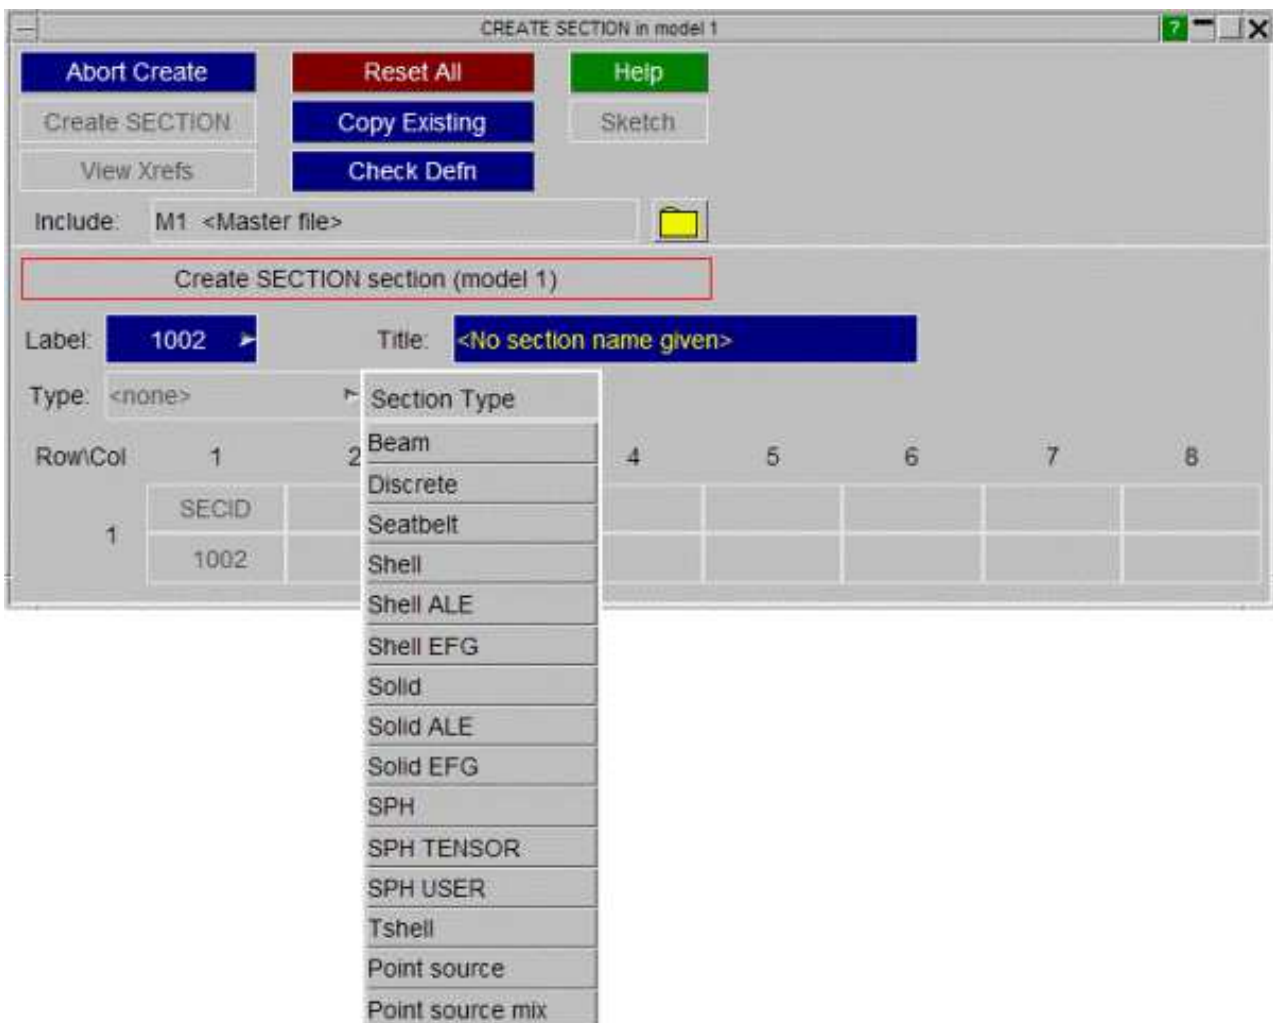 CREATE SECTION in model 1
?
Abort Create Reset All Help
Create SECTION Copy Existing Sketch
View Xrefs Check Defn
Include: M1 <Master file>
Create SECTION section (model 1)
Label: 1002 Title: <No section name given>
Type: <none> Section Type
Row\Col 1 2 4 5 6 7 8
1
SECID
1002
Beam
Discrete
Seatbelt
Shell
Shell ALE
Shell EFG
Solid
Solid ALE
Solid EFG
SPH
SPH TENSOR
SPH USER
Tshell
Point source
Point source mix